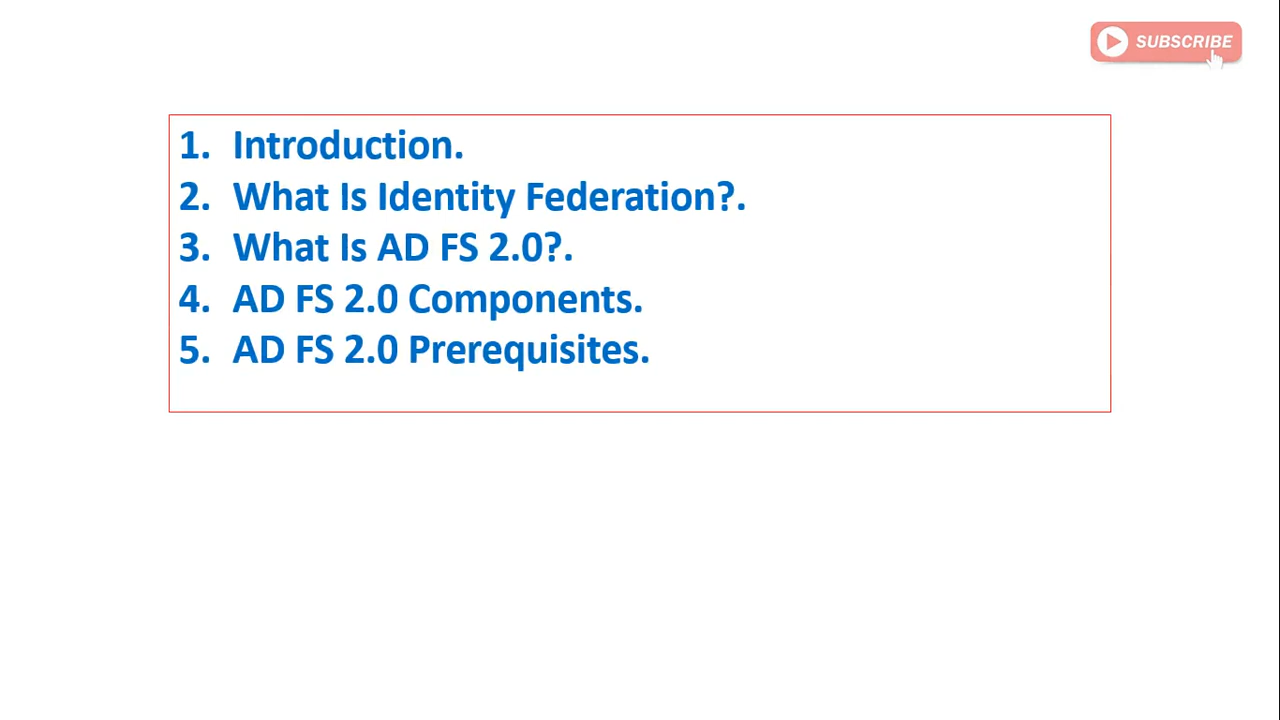 SUBSCRIBE
1. Introduction.
2. What Is Identity Federation?.
3. What Is AD FS 2.0?.
4. AD FS 2.0 Components.
5. AD FS 2.0 Prerequisites.